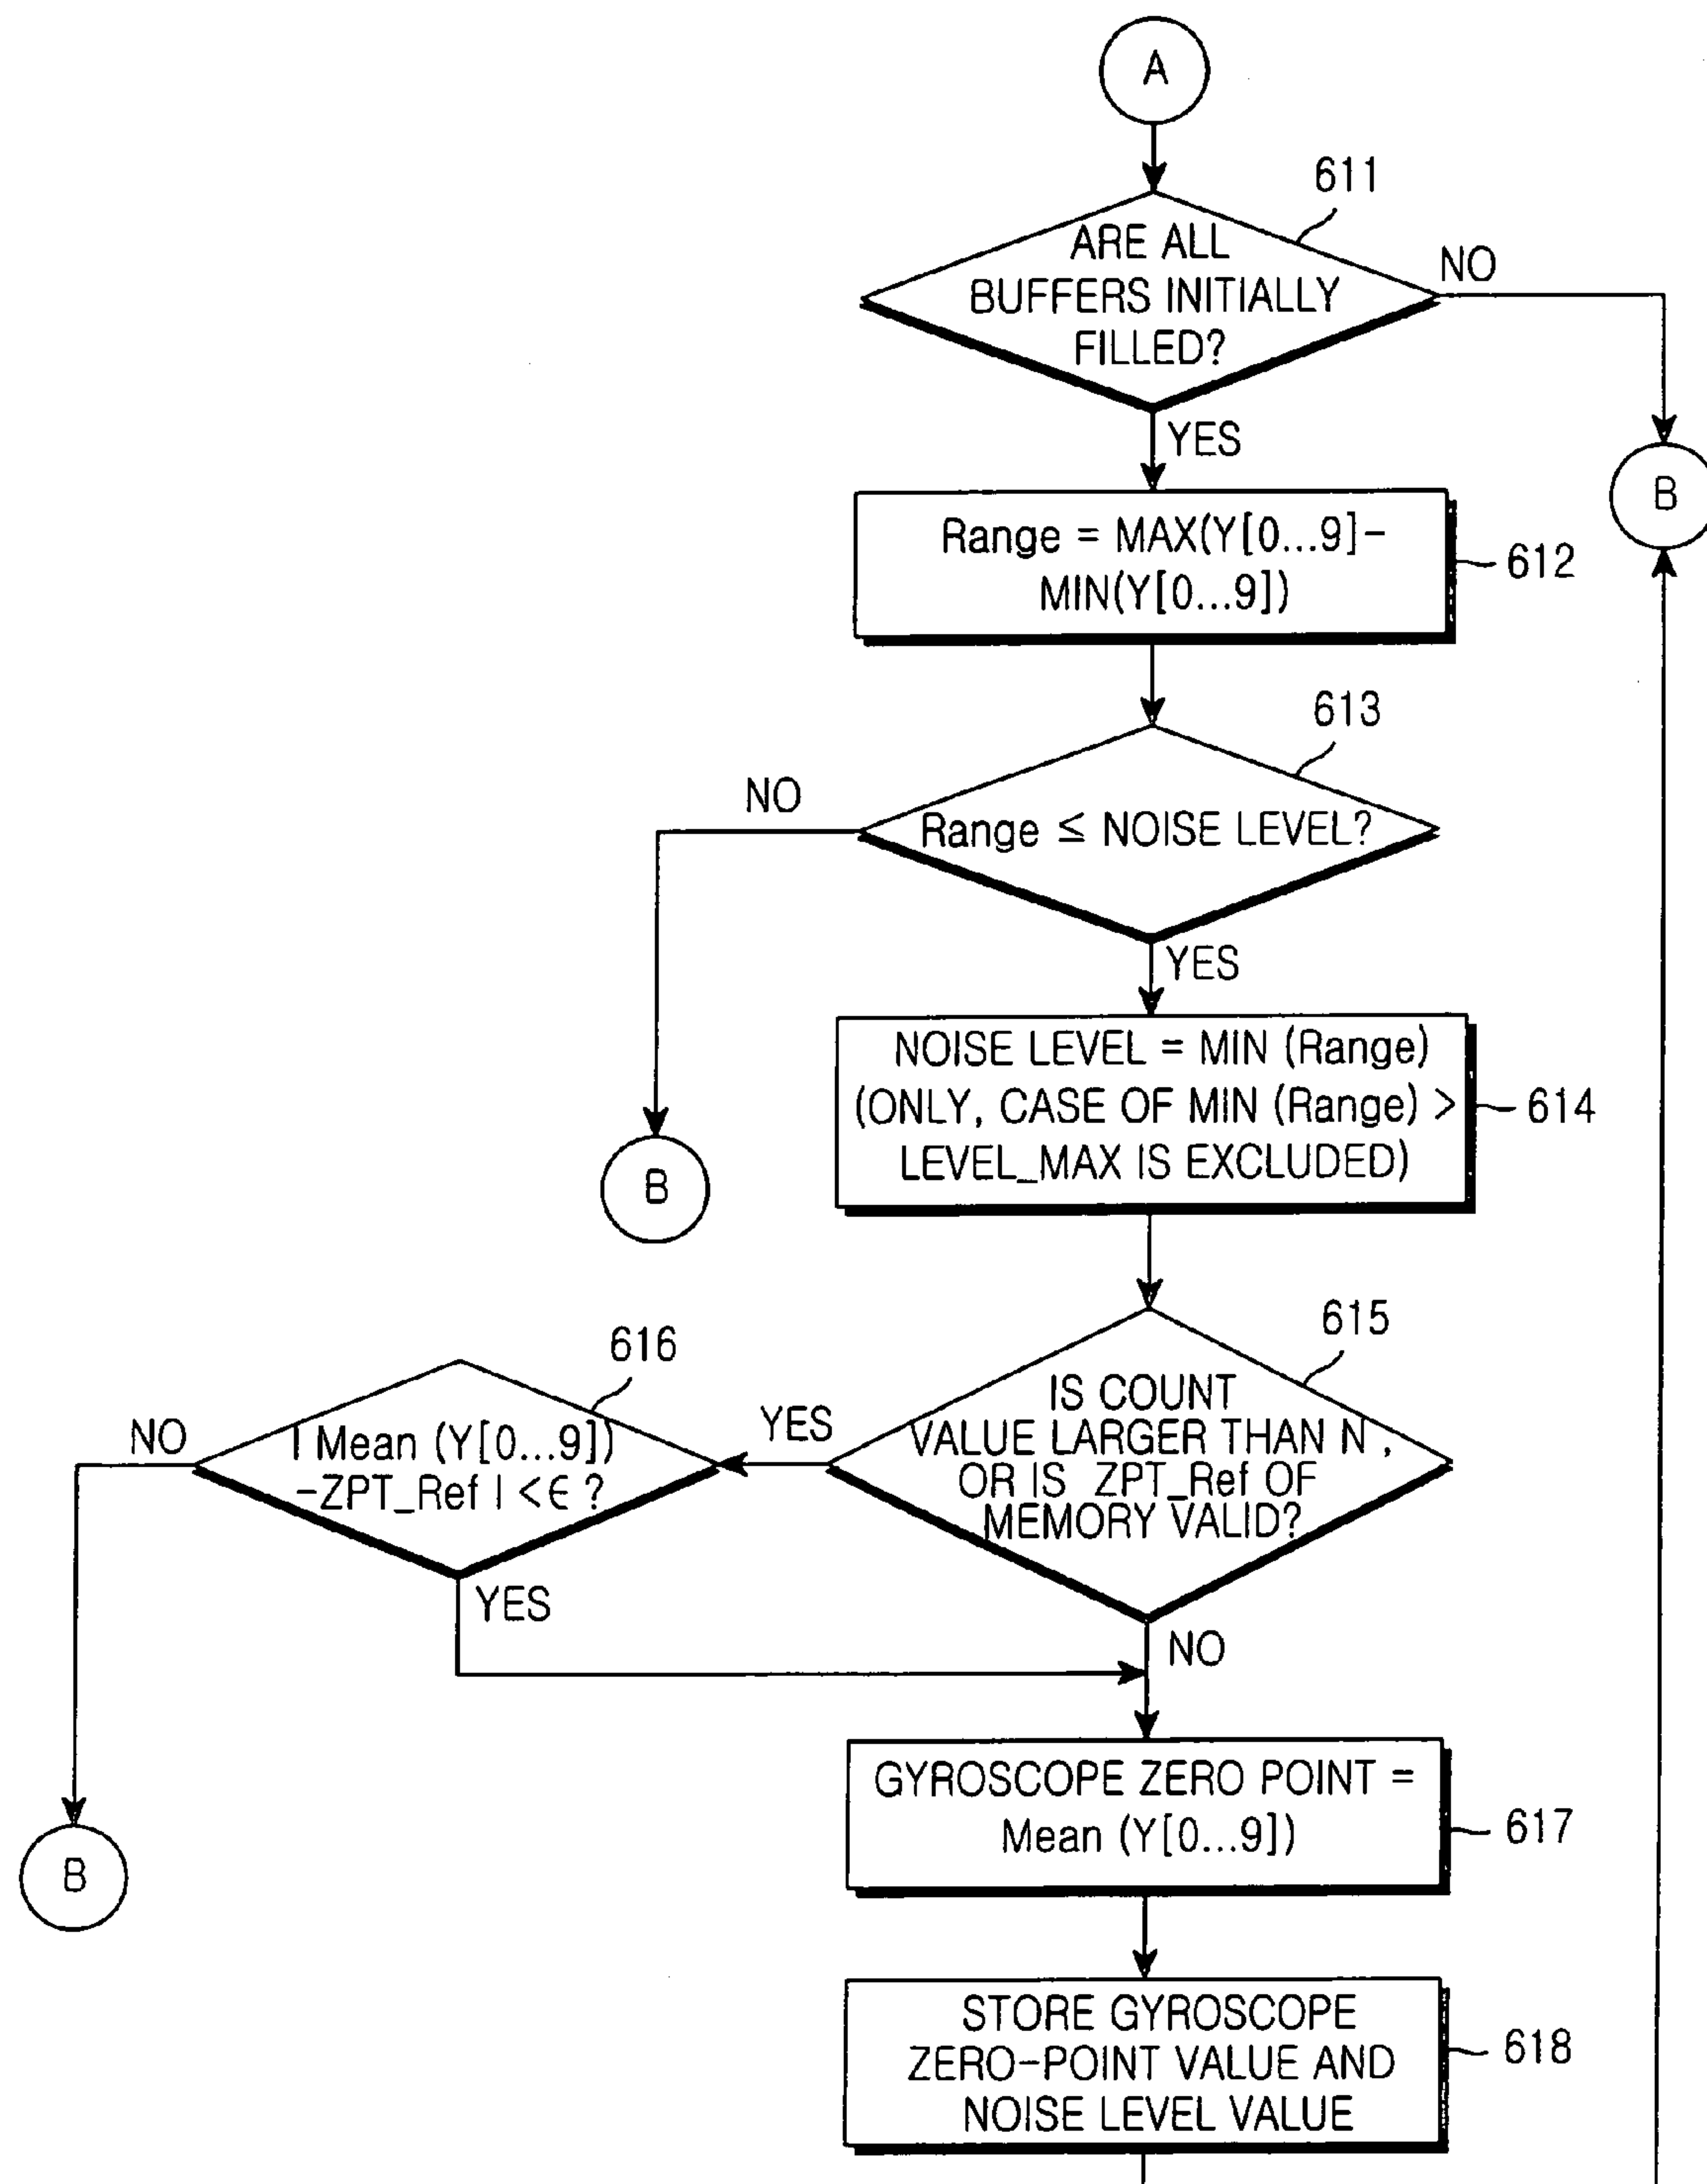 A
611
ARE ALL
BUFFERS INITIALLY
FILLED?
NO
YES
B
Range = MAX(Y[0...9]-
MIN(Y[0...9])
612
613
NO
Range ≤ NOISE LEVEL?
YES
NOISE LEVEL = MIN (Range)
(ONLY, CASE OF MIN (Range) >
LEVEL_MAX IS EXCLUDED)
614
B
615
616
IS COUNT
VALUE LARGER THAN N ,
OR IS ZPT_Ref OF
MEMORY VALID?
YES
NO
| Mean (Y[0...9])
-ZPT_Ref | <ϵ ?
YES
NO
B
GYROSCOPE ZERO POINT =
Mean (Y[0...9])
617
STORE GYROSCOPE
ZERO-POINT VALUE AND
NOISE LEVEL VALUE
618